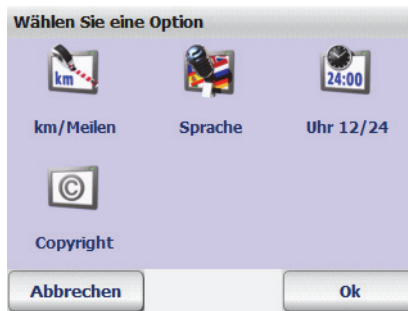 Wählen Sie eine Option
km
24:00
km/Meilen
Sprache
Uhr 12/24
©
Copyright
Abbrechen
Ok